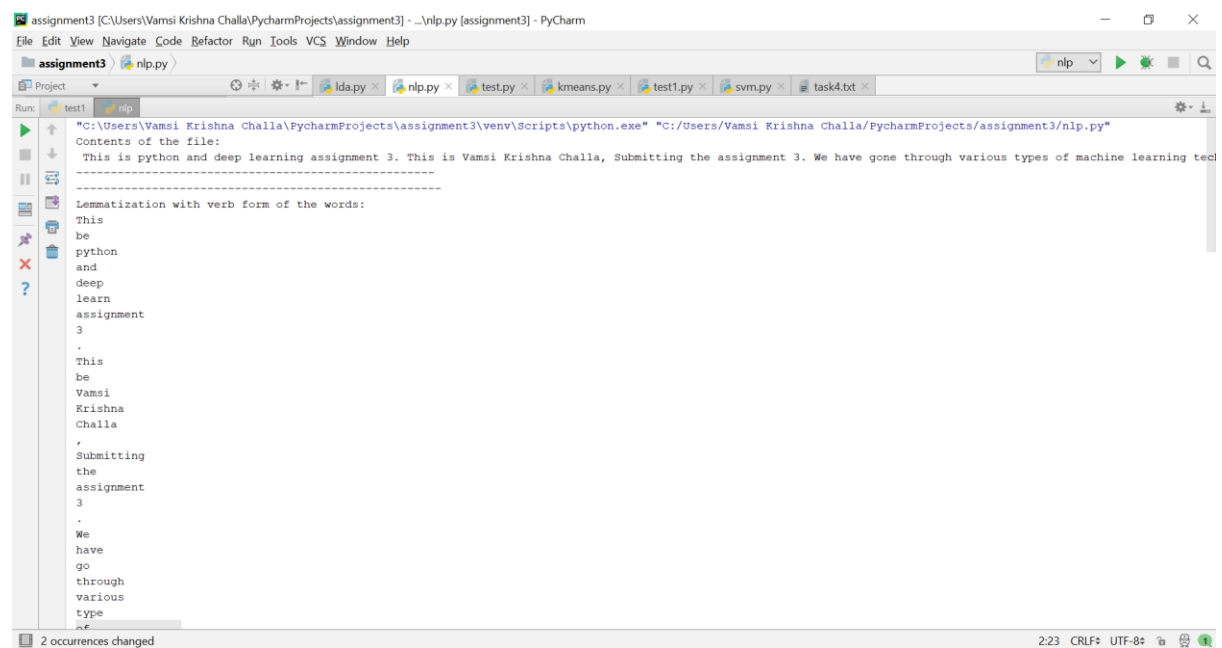 assignment3 [C:\Users\Vamsi Krishna Challa\PycharmProjects\assignment3] - ...\nlp.py [assignment3] - PyCharm
File Edit View Navigate Code Refactor Run Tools VCS Window Help
assignment3 nlp.py nlp
Project lda.py nlp.py test.py kmeans.py test1.py svm.py task4.txt
Run: test1 nlp
"C:\Users\Vamsi Krishna Challa\PycharmProjects\assignment3\venv\Scripts\python.exe" "C:/Users/Vamsi Krishna Challa/PycharmProjects/assignment3/nlp.py"
Contents of the file:
This is python and deep learning assignment 3. This is Vamsi Krishna Challa, Submitting the assignment 3. We have gone through various types of machine learning tec
----------------------------------------------------
-----------------------------------------------------
Lemmatization with verb form of the words:
This
be
python
and
deep
learn
assignment
3
.
This
be
Vamsi
Krishna
Challa
,
Submitting
the
assignment
3
.
We
have
go
through
various
type
of
2 occurrences changed 2:23 CRLF UTF-8 1